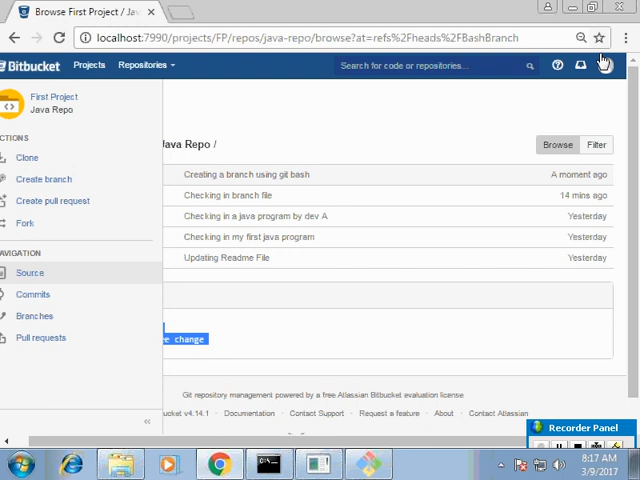 Browse First Project / Jav
localhost:7990/projects/FP/repos/java-repo/browse?at=refs%2Fheads%2FBashBranch
Bitbucket Projects Repositories Search for code or repositories...
First Project
Java Repo
CTIONS
Clone
Create branch
Create pull request
Fork
AVIGATION
Source
Commits
Branches
Pull requests
Java Repo /
Browse Filter
Creating a branch using git bash A moment ago
Checking in branch file 14 mins ago
Checking in a java program by dev A Yesterday
Checking in my first java program Yesterday
Updating Readme File Yesterday
change
Git repository management powered by a free Atlassian Bitbucket evaluation license
ucket v4.14.1 Documentation Contact Support Request a feature About Contact Atlassian
Recorder Panel
8:17 AM
3/9/2017